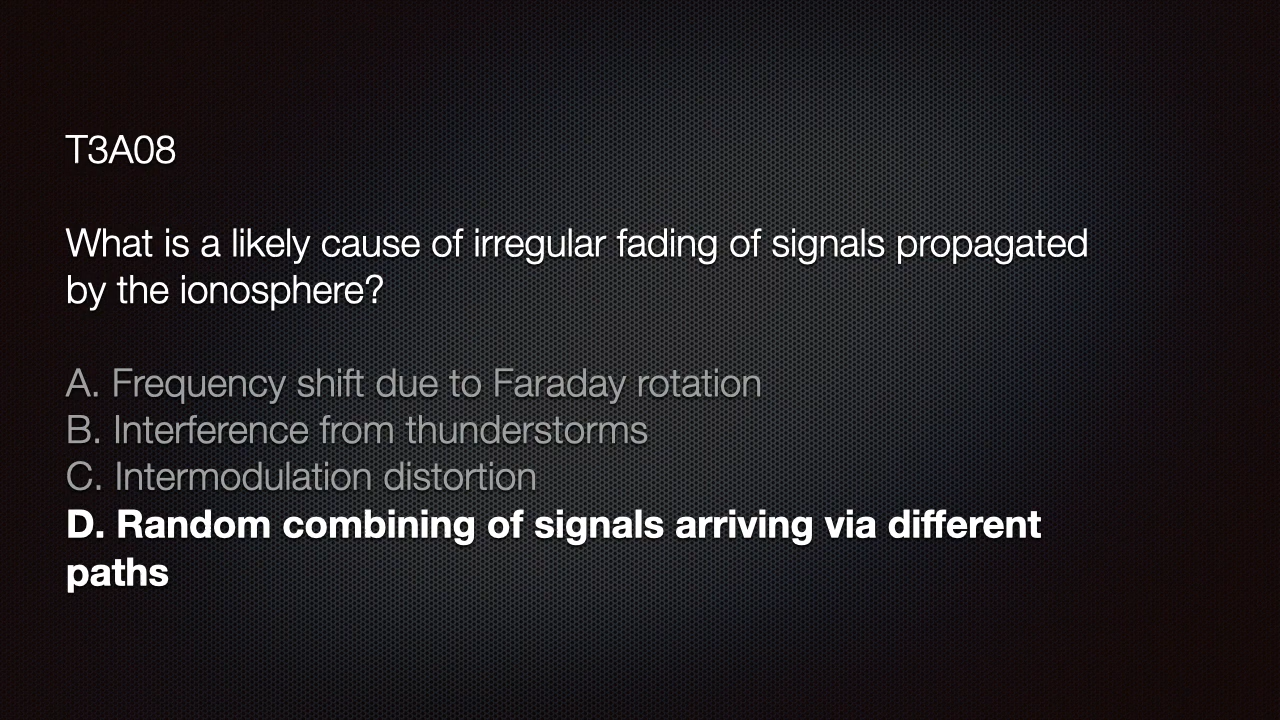 T3A08
What is a likely cause of irregular fading of signals propagated
by the ionosphere?
A. Frequency shift due to Faraday rotation
B. Interference from thunderstorms
C. Intermodulation distortion
D. Random combining of signals arriving via different
paths